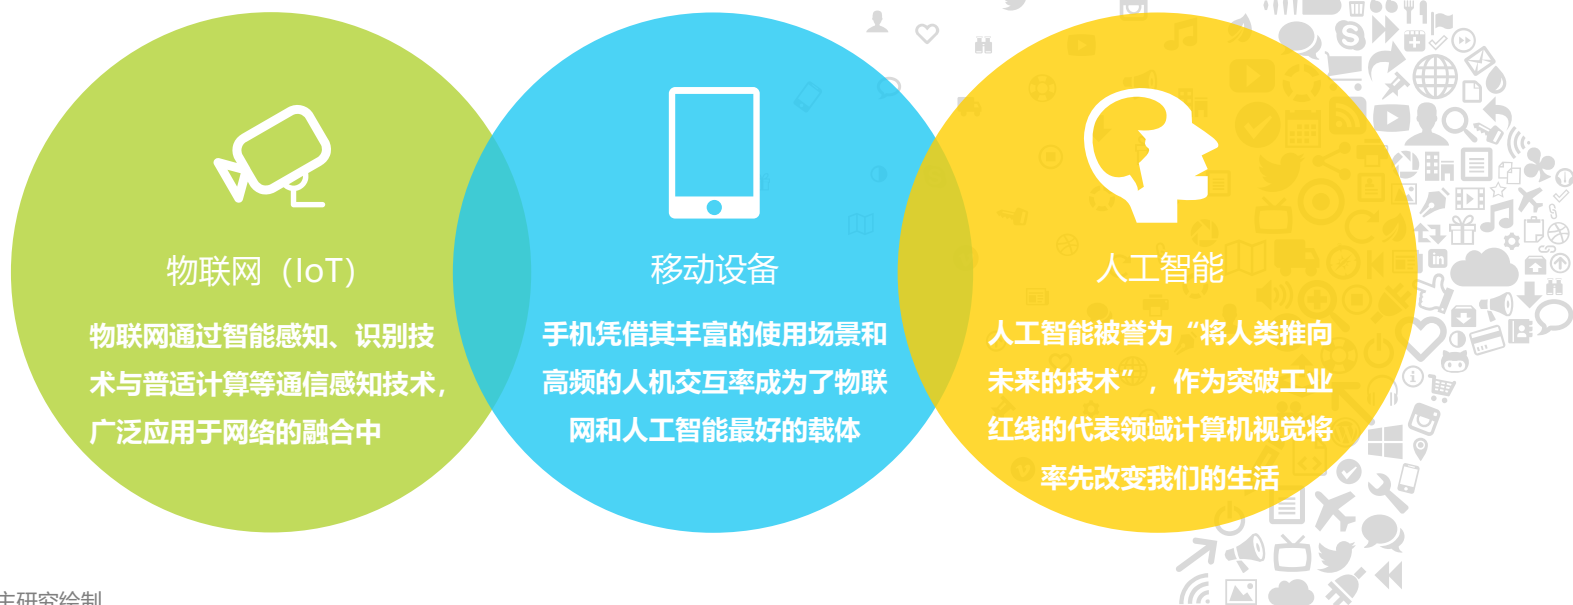 物联网（IoT）
物联网通过智能感知、识别技
术与普适计算等通信感知技术，
广泛应用于网络的融合中
移动设备
手机凭借其丰富的使用场景和
高频的人机交互率成为了物联
网和人工智能最好的载体
人工智能
人工智能被誉为“将人类推向
未来的技术”，作为突破工业
红线的代表领域计算机视觉将
率先改变我们的生活
主研究绘制